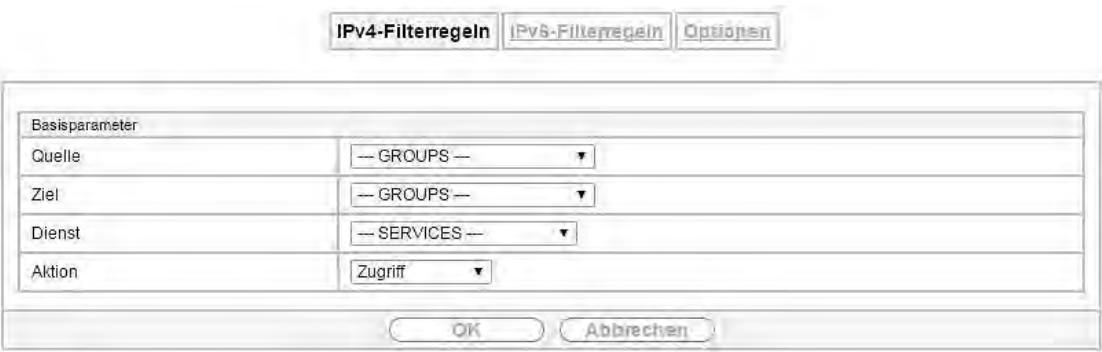 IPv4-Filterregeln IPv6-Filterregeln Optionen
Basisparameter
Quelle --- GROUPS ---
Ziel --- GROUPS ---
Dienst --- SERVICES ---
Aktion Zugriff
OK Abbrechen